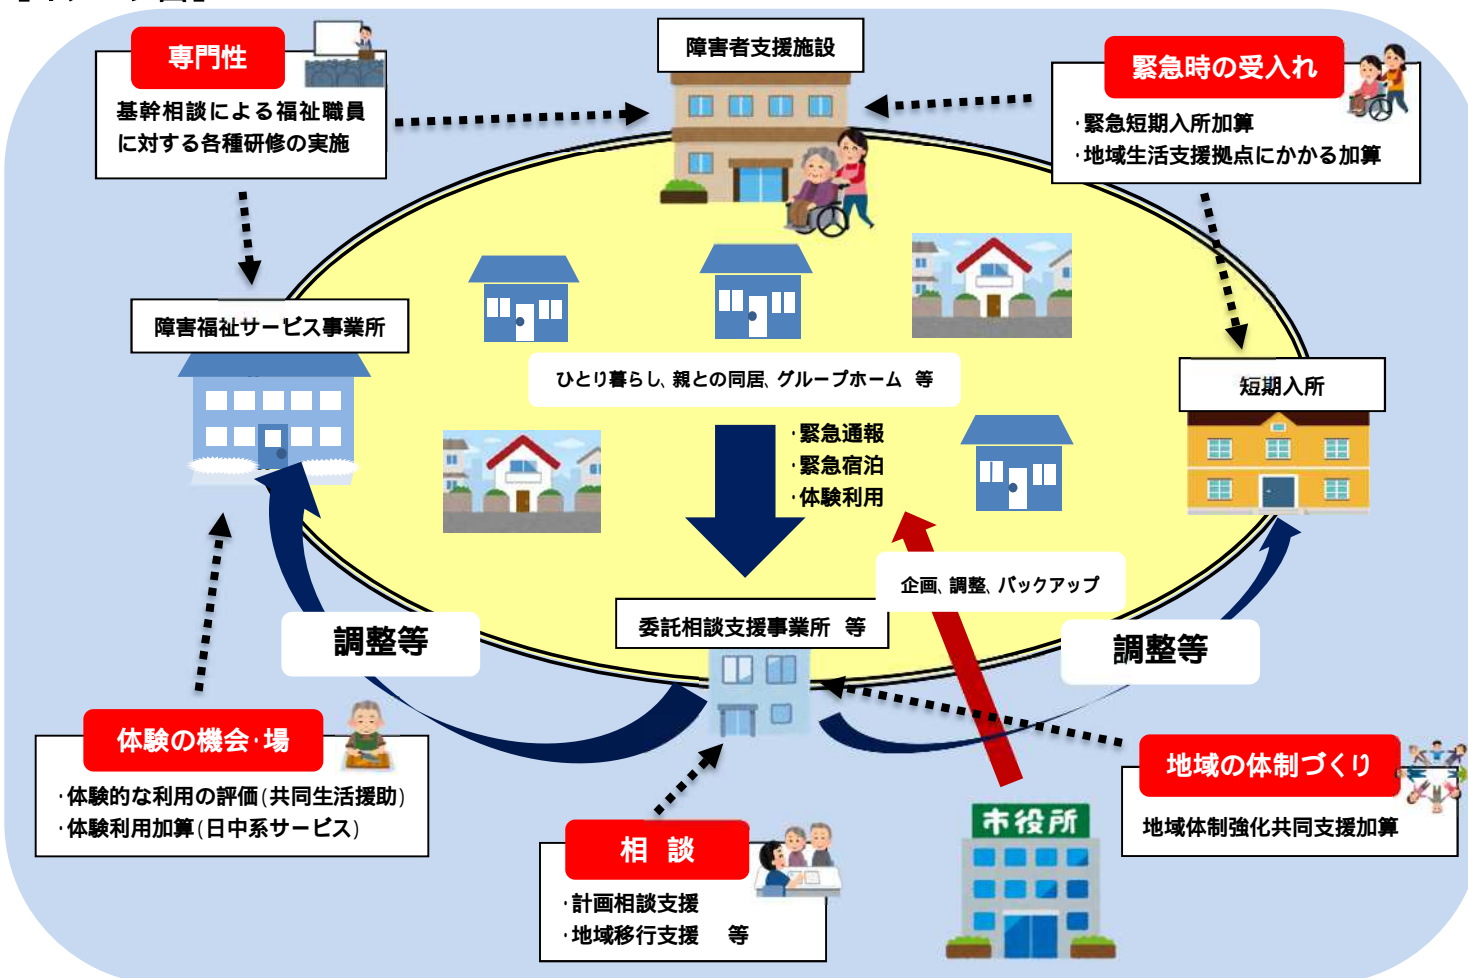 専門性
基幹相談による福祉職員
に対する各種研修の実施
障害者支援施設
緊急時の受入れ
・緊急短期入所加算
・地域生活支援拠点にかかる加算
障害福祉サービス事業所
ひとり暮らし、親との同居、グループホーム 等
短期入所
・緊急通報
・緊急宿泊
・体験利用
企画、調整、バックアップ
委託相談支援事業所 等
調整等
調整等
体験の機会・場
・体験的な利用の評価(共同生活援助)
・体験利用加算(日中系サービス)
相 談
・計画相談支援
・地域移行支援 等
市役所
地域の体制づくり
地域体制強化共同支援加算